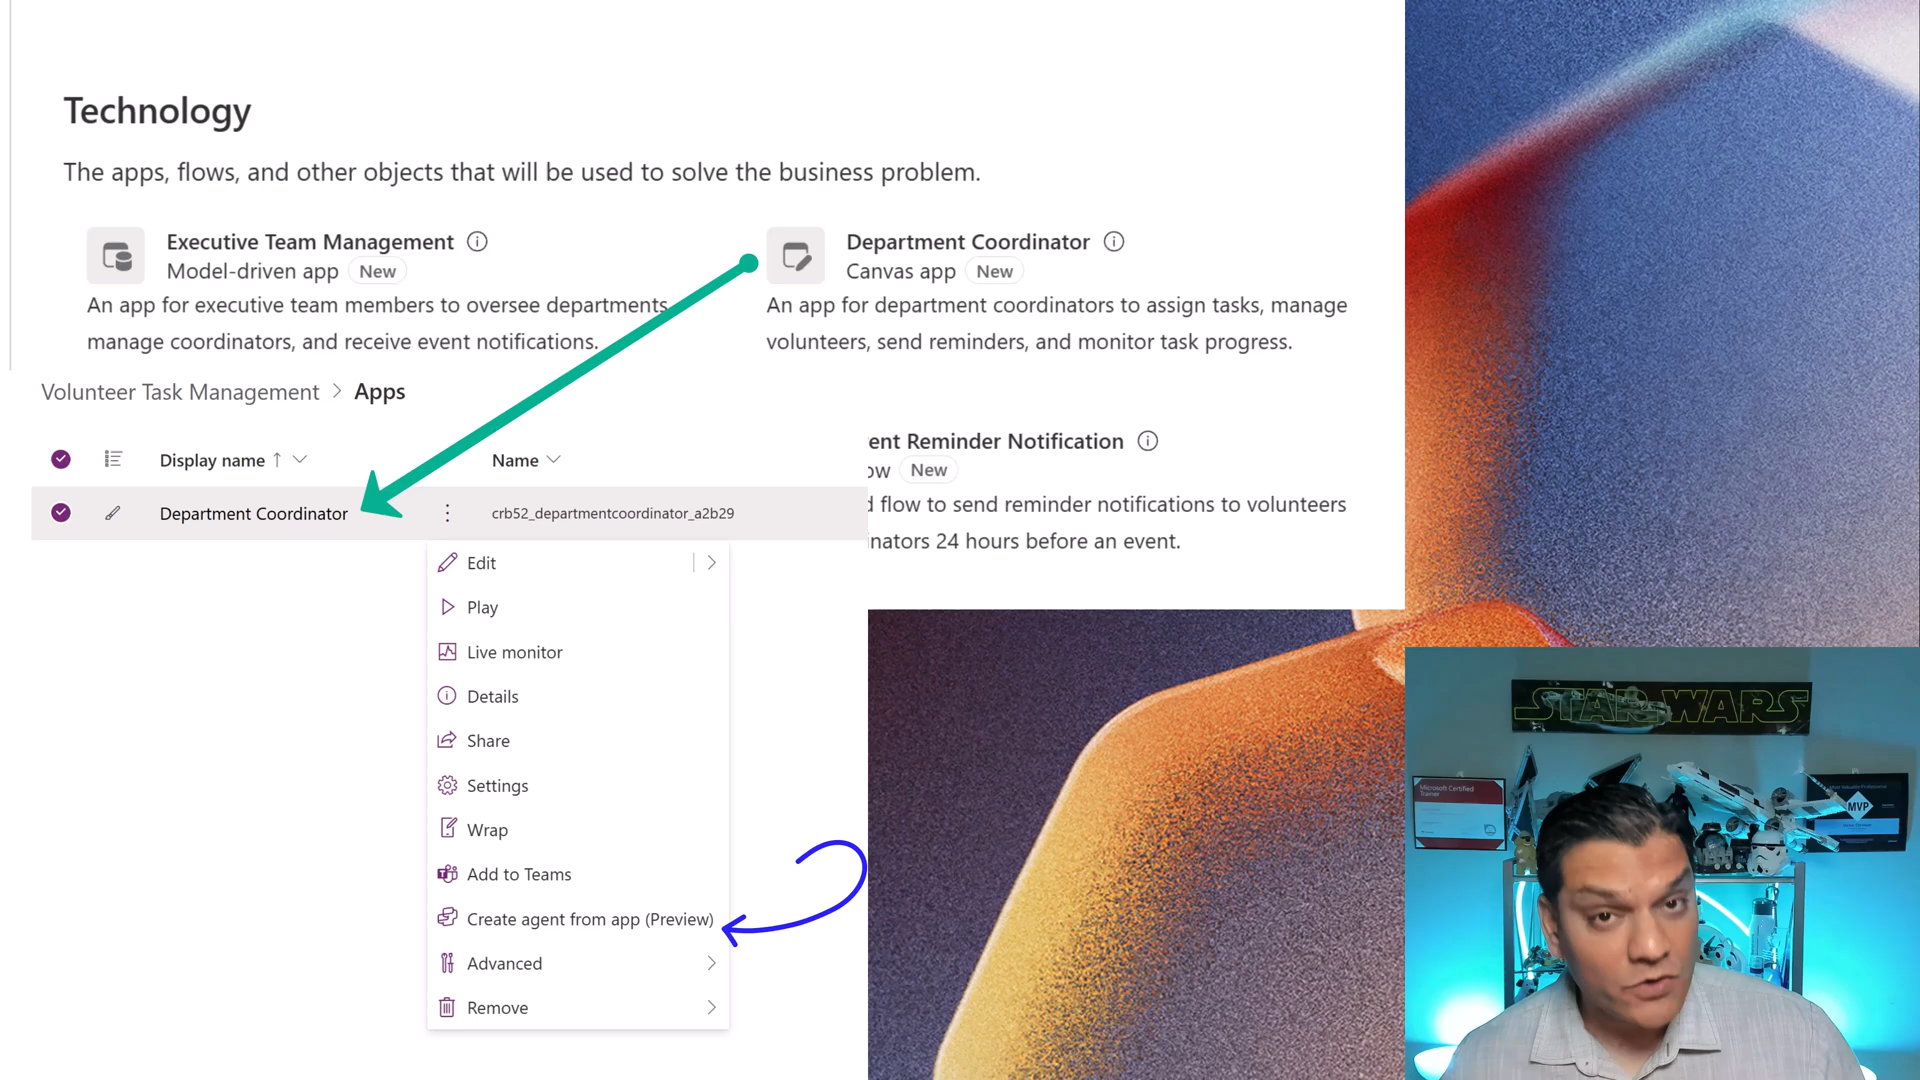 Technology
The apps, flows, and other objects that will be used to solve the business problem.
Executive Team Management
Model-driven app New
An app for executive team members to oversee departments,
manage coordinators, and receive event notifications.
Department Coordinator
Canvas app New
An app for department coordinators to assign tasks, manage
volunteers, send reminders, and monitor task progress.
Volunteer Task Management > Apps
ent Reminder Notification
ow New
d flow to send reminder notifications to volunteers
inators 24 hours before an event.
Display name ↑ Name
Department Coordinator crb52_departmentcoordinator_a2b29
Edit
Play
Live monitor
Details
Share
Settings
Wrap
Add to Teams
Create agent from app (Preview)
Advanced
Remove
STAR WARS
Microsoft Certified
Trainer
MVP